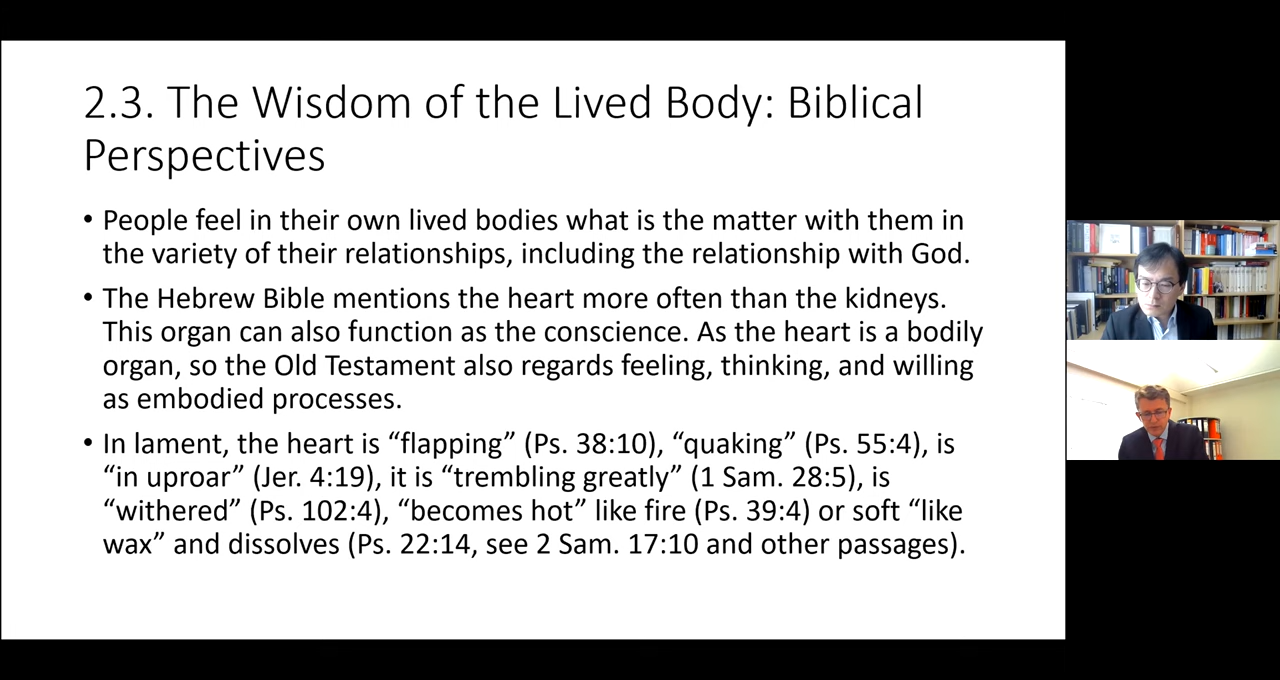 2.3. The Wisdom of the Lived Body: Biblical
Perspectives
• People feel in their own lived bodies what is the matter with them in
the variety of their relationships, including the relationship with God.
• The Hebrew Bible mentions the heart more often than the kidneys.
This organ can also function as the conscience. As the heart is a bodily
organ, so the Old Testament also regards feeling, thinking, and willing
as embodied processes.
• In lament, the heart is “flapping” (Ps. 38:10), “quaking” (Ps. 55:4), is
“in uproar” (Jer. 4:19), it is “trembling greatly” (1 Sam. 28:5), is
“withered” (Ps. 102:4), “becomes hot” like fire (Ps. 39:4) or soft “like
wax” and dissolves (Ps. 22:14, see 2 Sam. 17:10 and other passages).